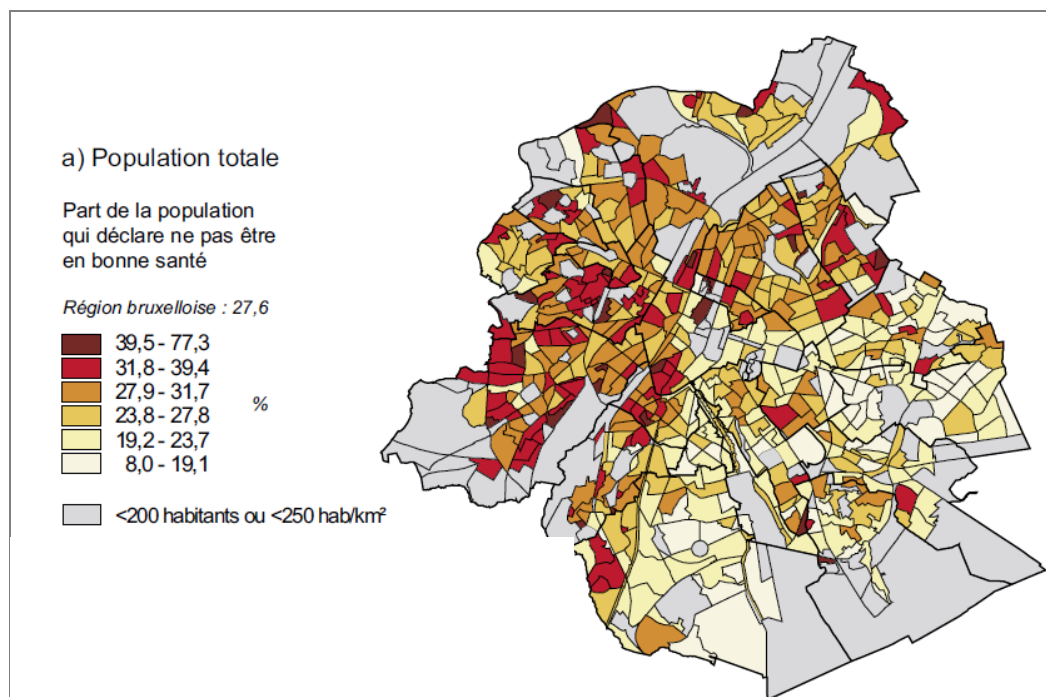 a) Population totale
Part de la population
qui déclare ne pas être
en bonne santé
Région bruxelloise : 27,6
39,5 - 77,3
31,8 - 39,4
27,9 - 31,7
23,8 - 27,8
%
19,2 - 23,7
8,0 - 19,1
<200 habitants ou <250 hab/km²